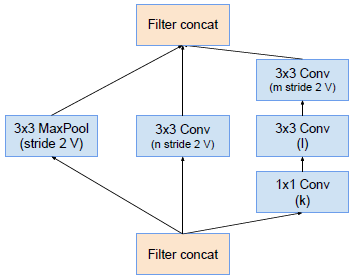 Filter concat
3x3 Conv
(m stride 2 V)
3x3 MaxPool
(stride 2 V)
3x3 Conv
(n stride 2 V)
3x3 Conv
(l)
1x1 Conv
(k)
Filter concat